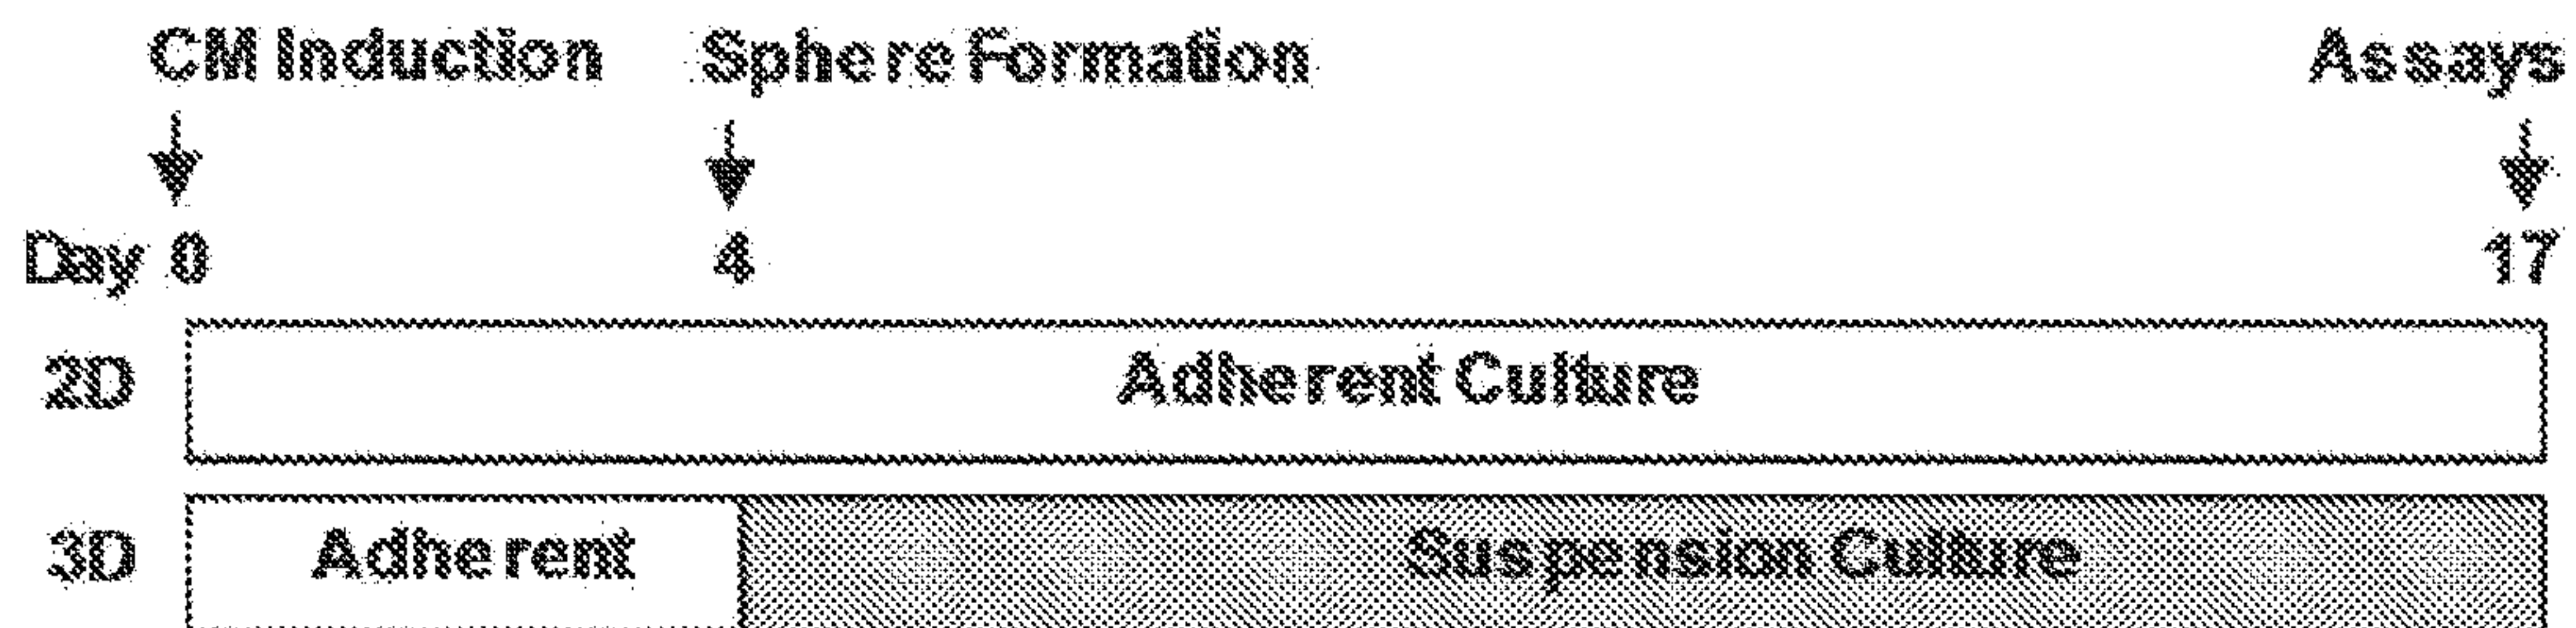 CM Induction Sphere Formation Assays
Day 0 4 17
2D Adherent Culture
3D Adherent Suspension Culture